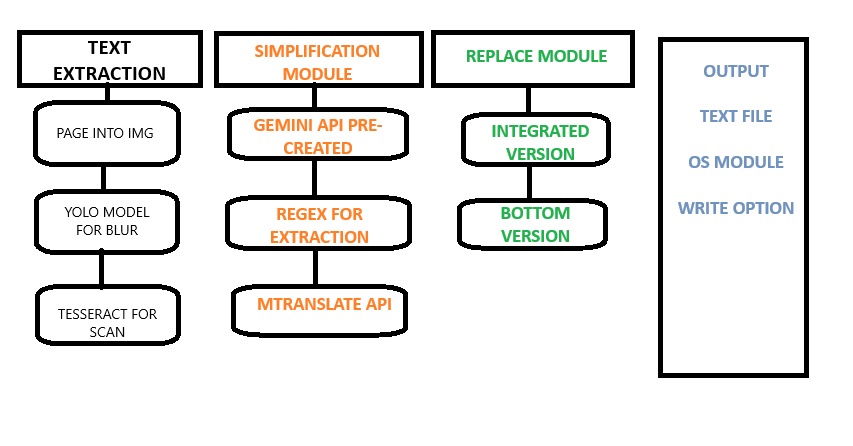 TEXT
EXTRACTION
PAGE INTO IMG
YOLO MODEL
FOR BLUR
TESSERACT FOR
SCAN
SIMPLIFICATION
MODULE
GEMINI API PRE-
CREATED
REGEX FOR
EXTRACTION
MTRANSLATE API
REPLACE MODULE
INTEGRATED
VERSION
BOTTOM
VERSION
OUTPUT
TEXT FILE
OS MODULE
WRITE OPTION